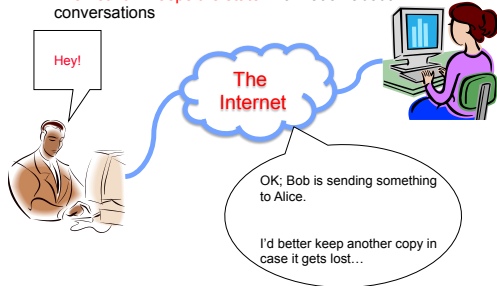 conversations
Hey!
The
Internet
OK; Bob is sending something
to Alice.
I'd better keep another copy in
case it gets lost…